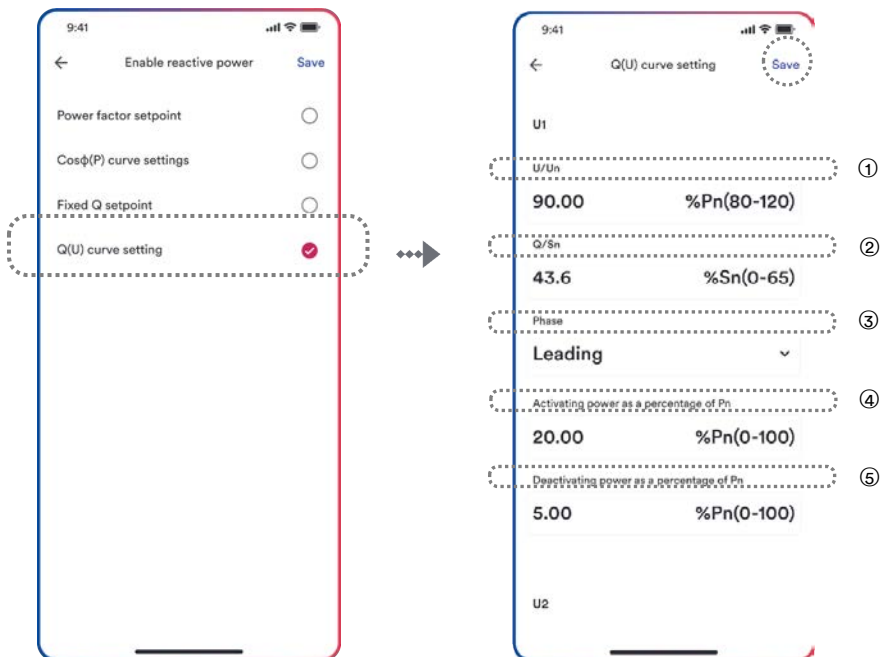 9:41
Enable reactive power Save
Power factor setpoint
Cosϕ(P) curve settings
Fixed Q setpoint
Q(U) curve setting
9:41
Q(U) curve setting Save
U1
U/Un ①
90.00 %Pn(80-120)
Q/Sn ②
43.6 %Sn(0-65)
Phase ③
Leading
Activating power as a percentage of Pn ④
20.00 %Pn(0-100)
Deactivating power as a percentage of Pn ⑤
5.00 %Pn(0-100)
U2